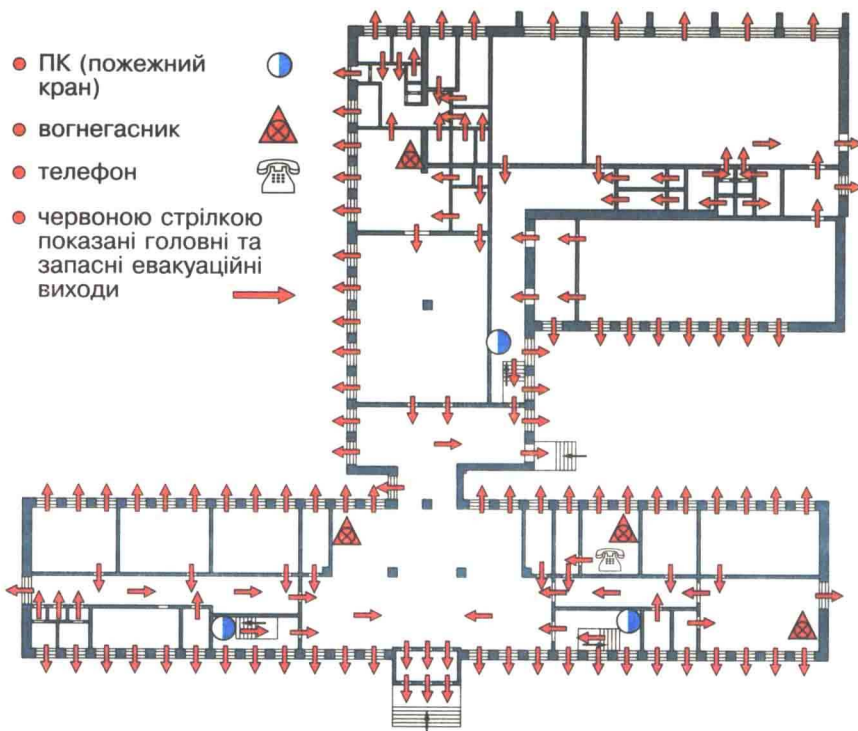 ПК (пожежний
кран)
вогнегасник
телефон
червоною стрілкою
показані головні та
запасні евакуаційні
виходи